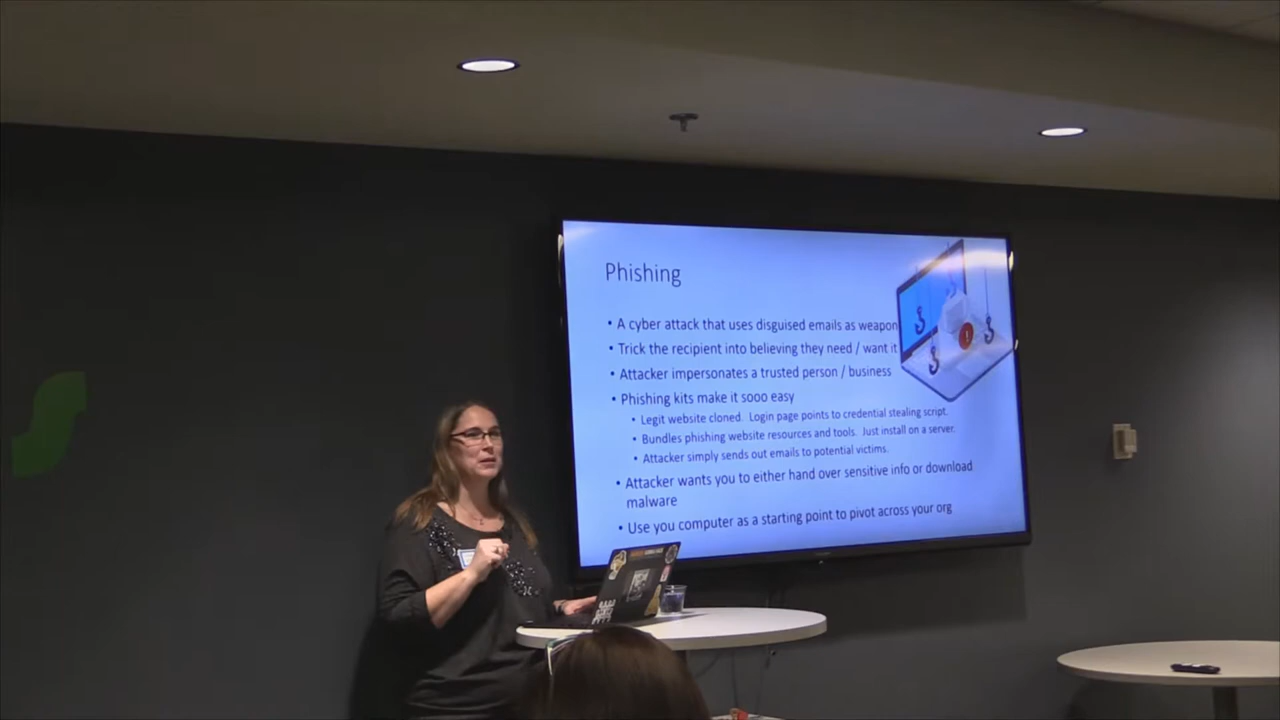 Phishing
• A cyber attack that uses disguised emails as weapon
• Trick the recipient into believing they need / want it
• Attacker impersonates a trusted person / business
• Phishing kits make it sooo easy
• Legit website cloned. Login page points to credential stealing script.
• Bundles phishing website resources and tools. Just install on a server.
• Attacker simply sends out emails to potential victims.
• Attacker wants you to either hand over sensitive info or download
malware
• Use you computer as a starting point to pivot across your org